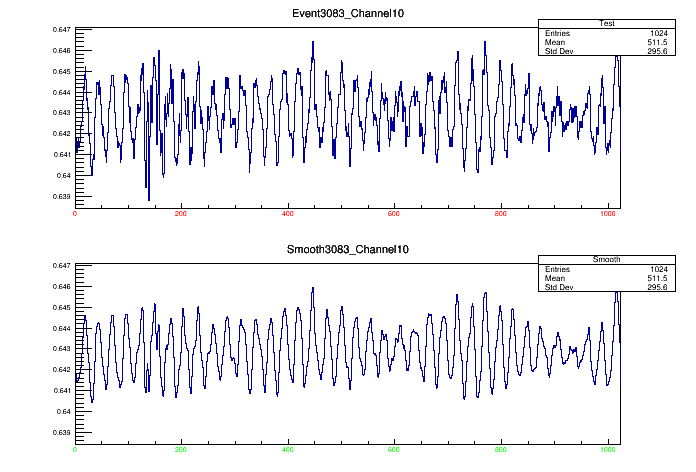 Event3083_Channel10
Test
Entries 1024
Mean 511.5
Std Dev 295.6
0.647
0.646
0.645
0.644
0.643
0.642
0.641
0.64
0.639
0 200 400 600 800 1000
Smooth3083_Channel10
Smooth
Entries 1024
Mean 511.5
Std Dev 295.6
0.647
0.646
0.645
0.644
0.643
0.642
0.641
0.64
0.639
0 200 400 600 800 1000